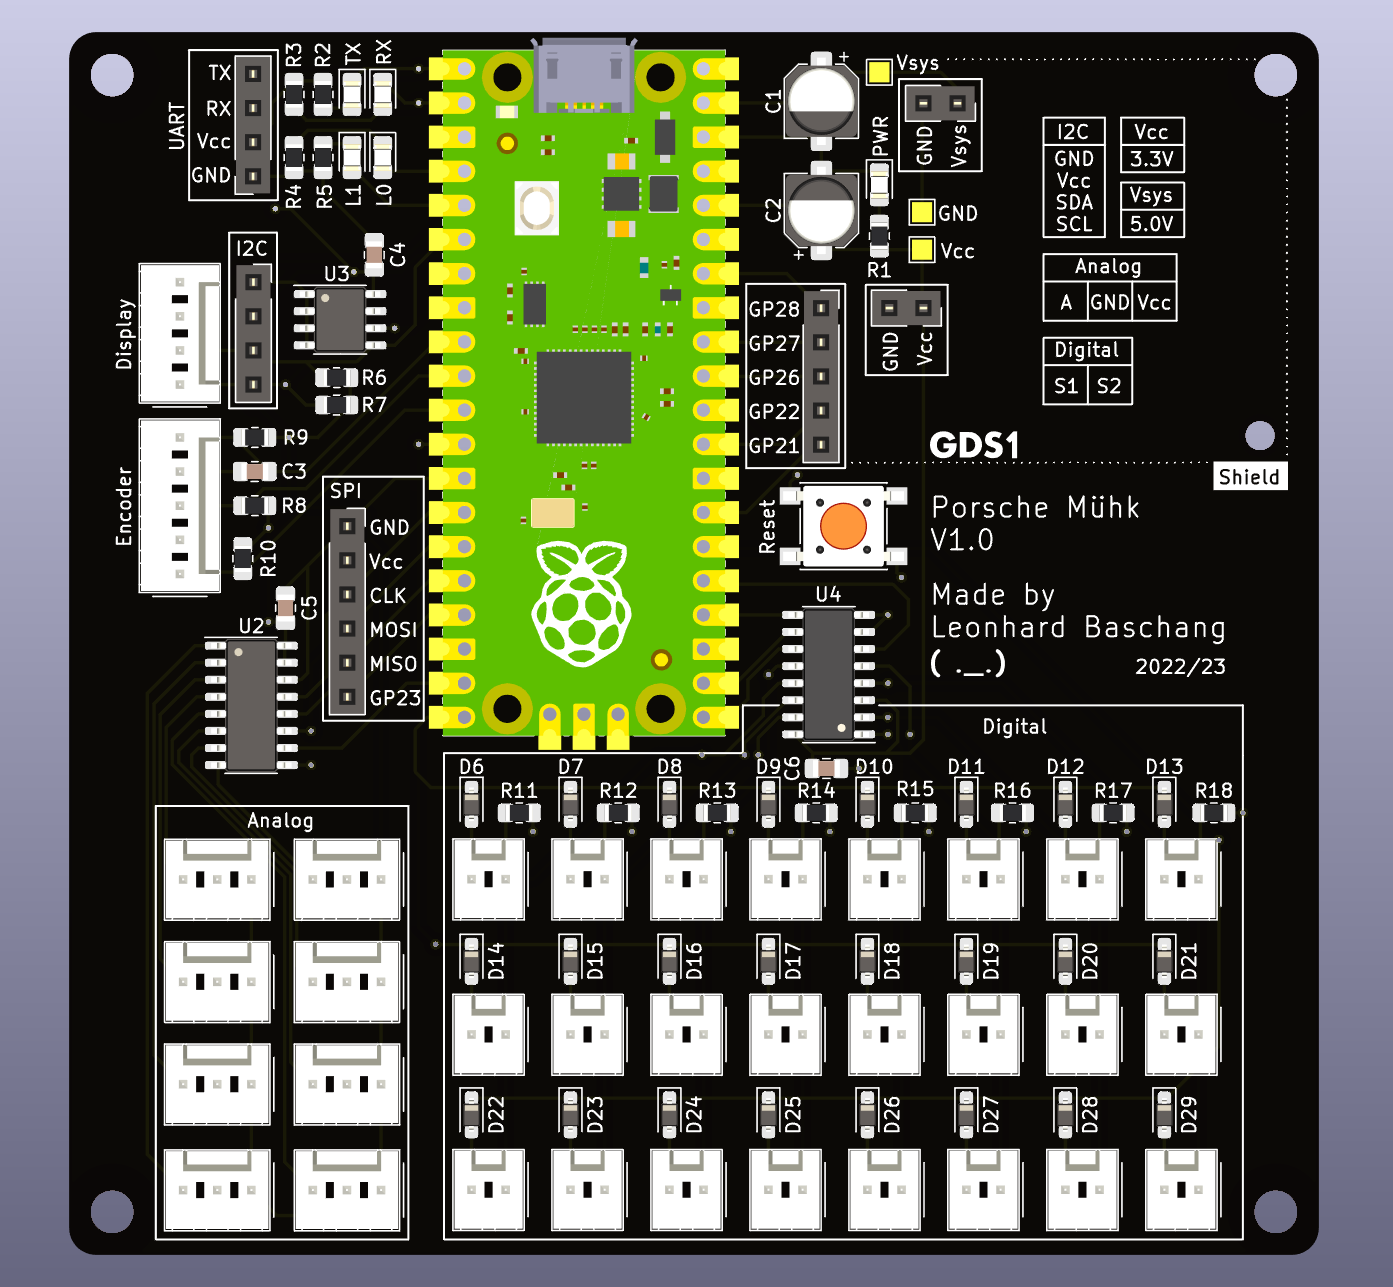 R3
R2
TX
RX
TX
RX
Vcc
GND
UART
R4
R5
L1
L0
C1
+
Vsys
GND
Vsys
PWR
C2
+
GND
Vcc
R1
I2C
GND
Vcc
SDA
SCL
Vcc
3.3V
Vsys
5.0V
Analog
A GND Vcc
Digital
S1 S2
I2C
C4
U3
Display
R6
R7
GP28
GP27
GP26
GP22
GP21
GND
Vcc
GDS1
Shield
Encoder
R9
C3
R8
R10
C5
U2
SPI
GND
Vcc
CLK
MOSI
MISO
GP23
Reset
U4
Porsche Mühk
V1.0
Made by
Leonhard Baschang
( ._.)
2022/23
Digital
C6
D6 D7 D8 D9 D10 D11 D12 D13
R11 R12 R13 R14 R15 R16 R17 R18
Analog
D14 D15 D16 D17 D18 D19 D20 D21
D22 D23 D24 D25 D26 D27 D28 D29